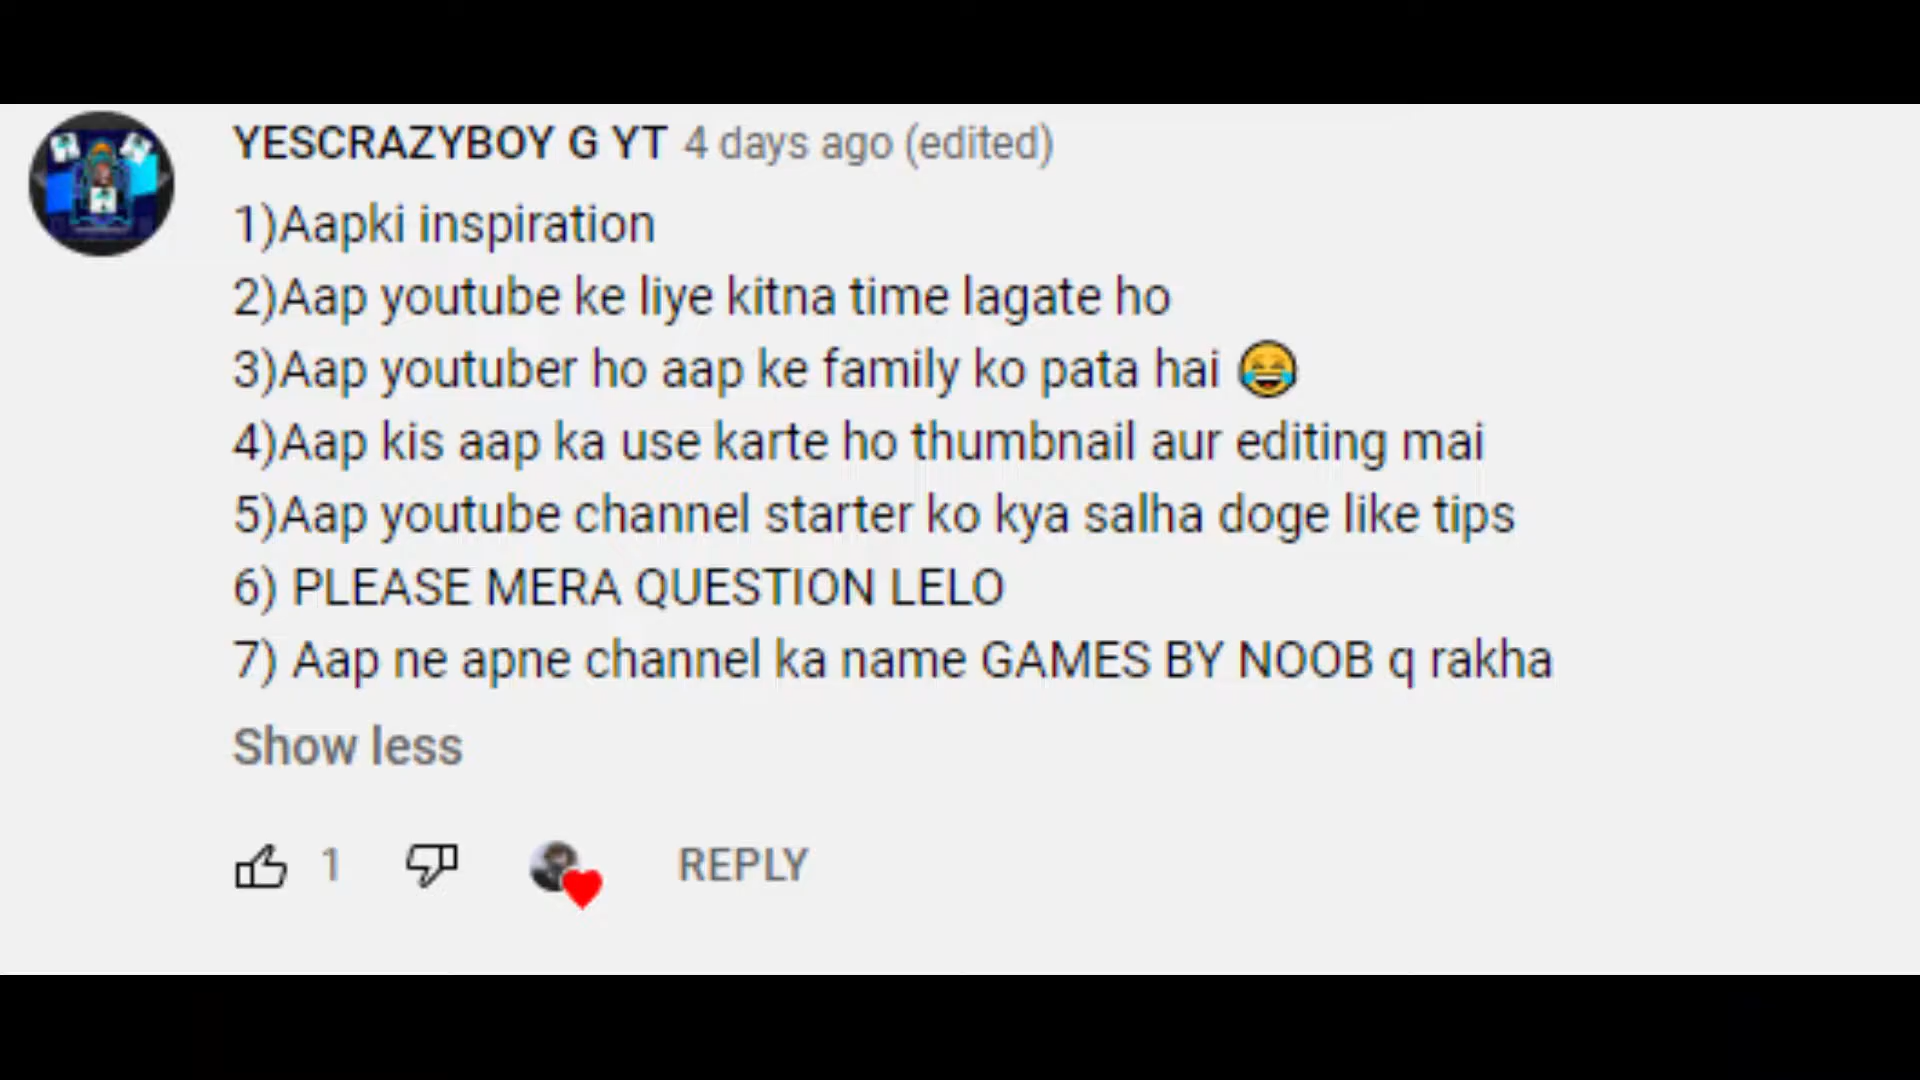 YESCRAZYBOY G YT 4 days ago (edited)
1)Aapki inspiration
2)Aap youtube ke liye kitna time lagate ho
3)Aap youtuber ho aap ke family ko pata hai 😂
4)Aap kis aap ka use karte ho thumbnail aur editing mai
5)Aap youtube channel starter ko kya salha doge like tips
6) PLEASE MERA QUESTION LELO
7) Aap ne apne channel ka name GAMES BY NOOB q rakha
Show less
1 REPLY